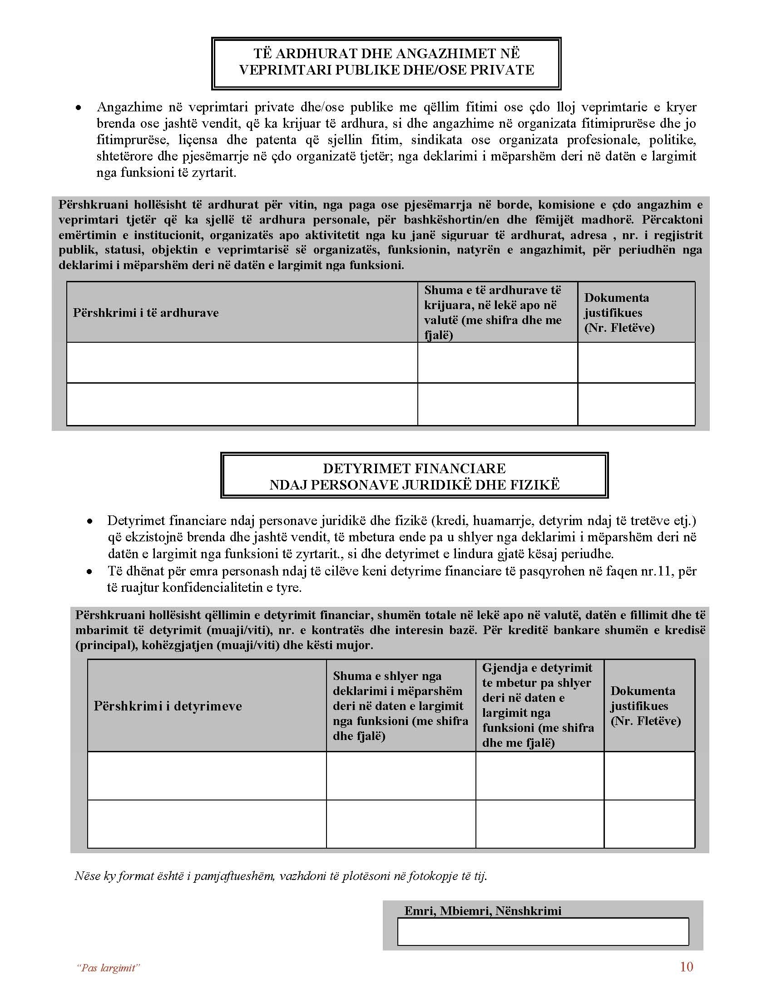 TË ARDHURAT DHE ANGAZHIMET NË
VEPRIMTARI PUBLIKE DHE/OSE PRIVATE
• Angazhime në veprimtari private dhe/ose publike me qëllim fitimi ose çdo lloj veprimtarie e kryer
brenda ose jashtë vendit, që ka krijuar të ardhura, si dhe angazhime në organizata fitimiprurëse dhe jo
fitimprurëse, liçensa dhe patenta që sjellin fitim, sindikata ose organizata profesionale, politike,
shtetërore dhe pjesëmarrje në çdo organizatë tjetër; nga deklarimi i mëparshëm deri në datën e largimit
nga funksioni të zyrtarit.
Përshkruani hollësisht të ardhurat për vitin, nga paga ose pjesëmarrja në borde, komisione e çdo angazhim e
veprimtari tjetër që ka sjellë të ardhura personale, për bashkëshortin/en dhe fëmijët madhorë. Përcaktoni
emërtimin e institucionit, organizatës apo aktivitetit nga ku janë siguruar të ardhurat, adresa , nr. i regjistrit
publik, statusi, objektin e veprimtarisë së organizatës, funksionin, natyrën e angazhimit, për periudhën nga
deklarimi i mëparshëm deri në datën e largimit nga funksioni.
Përshkrimi i të ardhurave
Shuma e të ardhurave të
krijuara, në lekë apo në
valutë (me shifra dhe me
fjalë)
Dokumenta
justifikues
(Nr. Fletëve)
DETYRIMET FINANCIARE
NDAJ PERSONAVE JURIDIKË DHE FIZIKË
• Detyrimet financiare ndaj personave juridikë dhe fizikë (kredi, huamarrje, detyrim ndaj të tretëve etj.)
që ekzistojnë brenda dhe jashtë vendit, të mbetura ende pa u shlyer nga deklarimi i mëparshëm deri në
datën e largimit nga funksioni të zyrtarit., si dhe detyrimet e lindura gjatë kësaj periudhe.
• Të dhënat për emra personash ndaj të cilëve keni detyrime financiare të pasqyrohen në faqen nr.11, për
të ruajtur konfidencialitetin e tyre.
Përshkruani hollësisht qëllimin e detyrimit financiar, shumën totale në lekë apo në valutë, datën e fillimit dhe të
mbarimit të detyrimit (muaji/viti), nr. e kontratës dhe interesin bazë. Për kreditë bankare shumën e kredisë
(principal), kohëzgjatjen (muaji/viti) dhe kësti mujor.
Përshkrimi i detyrimeve
Shuma e shlyer nga
deklarimi i mëparshëm
deri në daten e largimit
nga funksioni (me shifra
dhe fjalë)
Gjendja e detyrimit
te mbetur pa shlyer
deri në daten e
largimit nga
funksioni (me shifra
dhe me fjalë)
Dokumenta
justifikues
(Nr. Fletëve)
Nëse ky format është i pamjaftueshëm, vazhdoni të plotësoni në fotokopje të tij.
Emri, Mbiemri, Nënshkrimi
“Pas largimit”
10